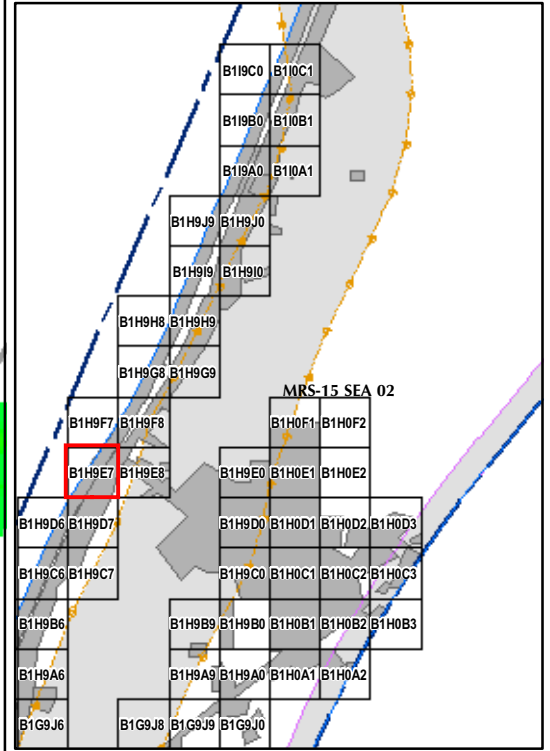 B1I9C0 B1I0C1
B1I9B0 B1I0B1
B1I9A0 B1I0A1
B1H9J9 B1H9J0
B1H9I9 B1H9I0
B1H9H8 B1H9H9
B1H9G8 B1H9G9
MRS-15 SEA 02
B1H9F7 B1H9F8 B1H0F1 B1H0F2
B1H9E7 B1H9E8 B1H9E0 B1H0E1 B1H0E2
B1H9D6 B1H9D7 B1H9D0 B1H0D1 B1H0D2 B1H0D3
B1H9C6 B1H9C7 B1H9C0 B1H0C1 B1H0C2 B1H0C3
B1H9B6 B1H9B9 B1H9B0 B1H0B1 B1H0B2 B1H0B3
B1H9A6 B1H9A9 B1H9A0 B1H0A1 B1H0A2
B1G9J6 B1G9J8 B1G9J9 B1G9J0